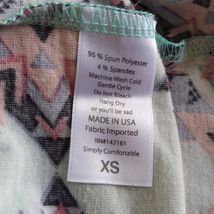 96 % Spun Polyester
4 % Spandex
Machine Wash Cold
Gentle Cycle
Do Not Bleach
Hang Dry
or you'll be sad
MADE IN USA
Fabric Imported
RN#142161
Simply Comfortable
XS